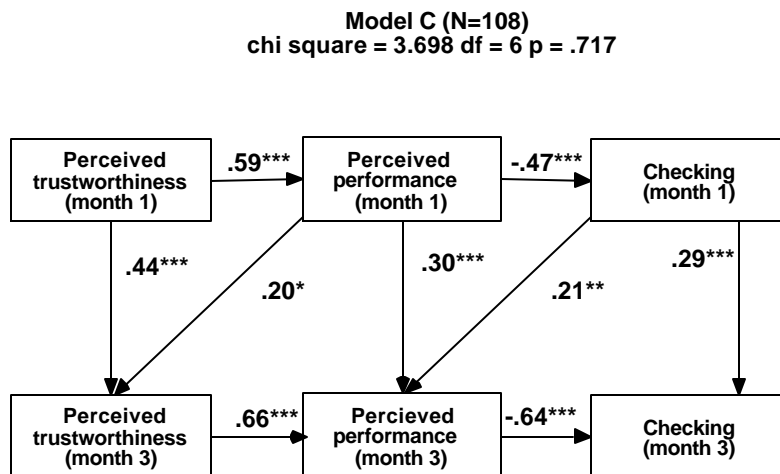 Model C (N=108)
chi square = 3.698 df = 6 p = .717
Perceived
trustworthiness
(month 1)
.59***
Perceived
performance
(month 1)
-.47***
Checking
(month 1)
.44***
.20*
.30***
.21**
.29***
Perceived
trustworthiness
(month 3)
.66***
Percieved
performance
(month 3)
-.64***
Checking
(month 3)